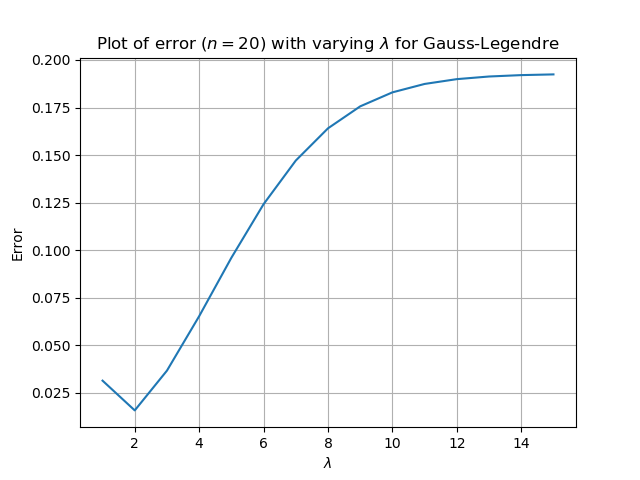 Plot of error (n = 20) with varying λ for Gauss-Legendre
0.200
0.175
0.150
0.125
0.100
0.075
0.050
0.025
Error
2 4 6 8 10 12 14
λ